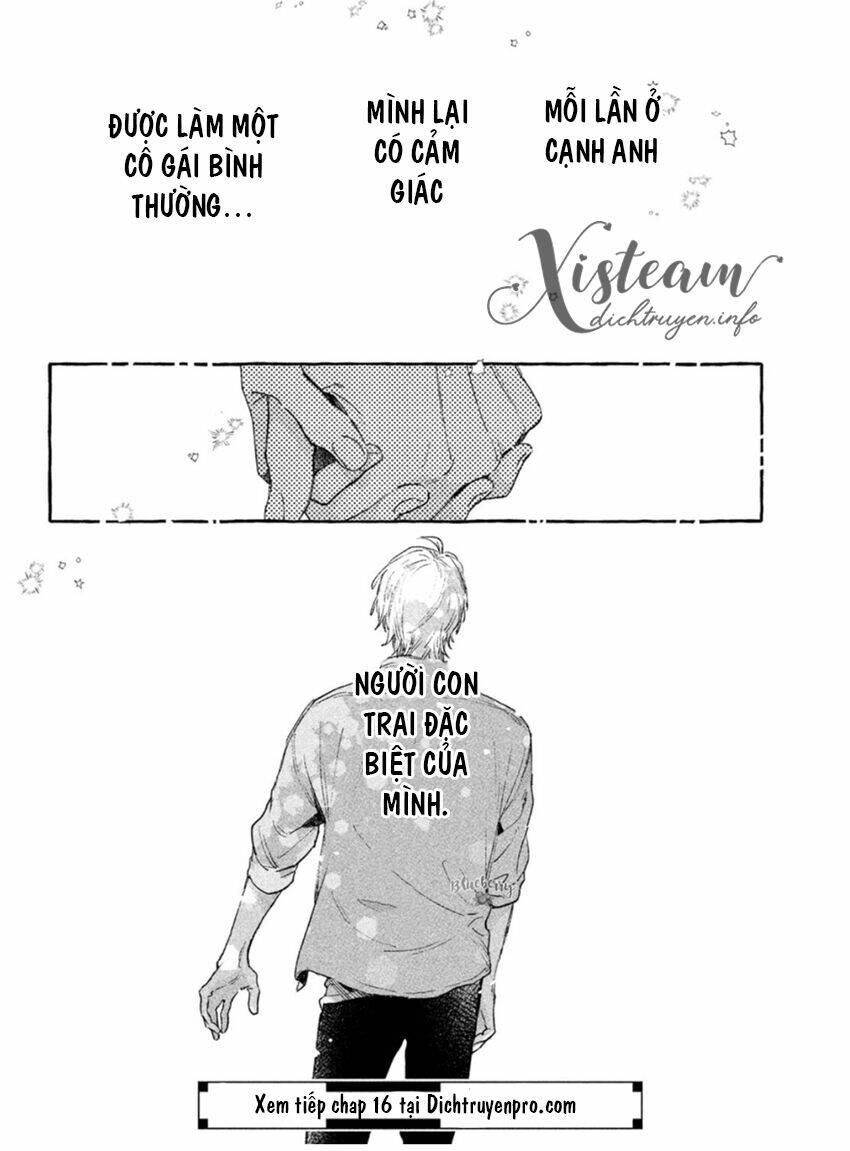 MỖI LẦN Ở
CẠNH ANH
MÌNH LẠI
CÓ CẢM
GIÁC
ĐƯỢC LÀM MỘT
CÔ GÁI BÌNH
THƯỜNG...
Xisteam
dichtruyen.info
NGƯỜI CON
TRAI ĐẶC
BIỆT CỦA
MÌNH.
Blueberry
Xem tiếp chap 16 tại Dichtruyenpro.com